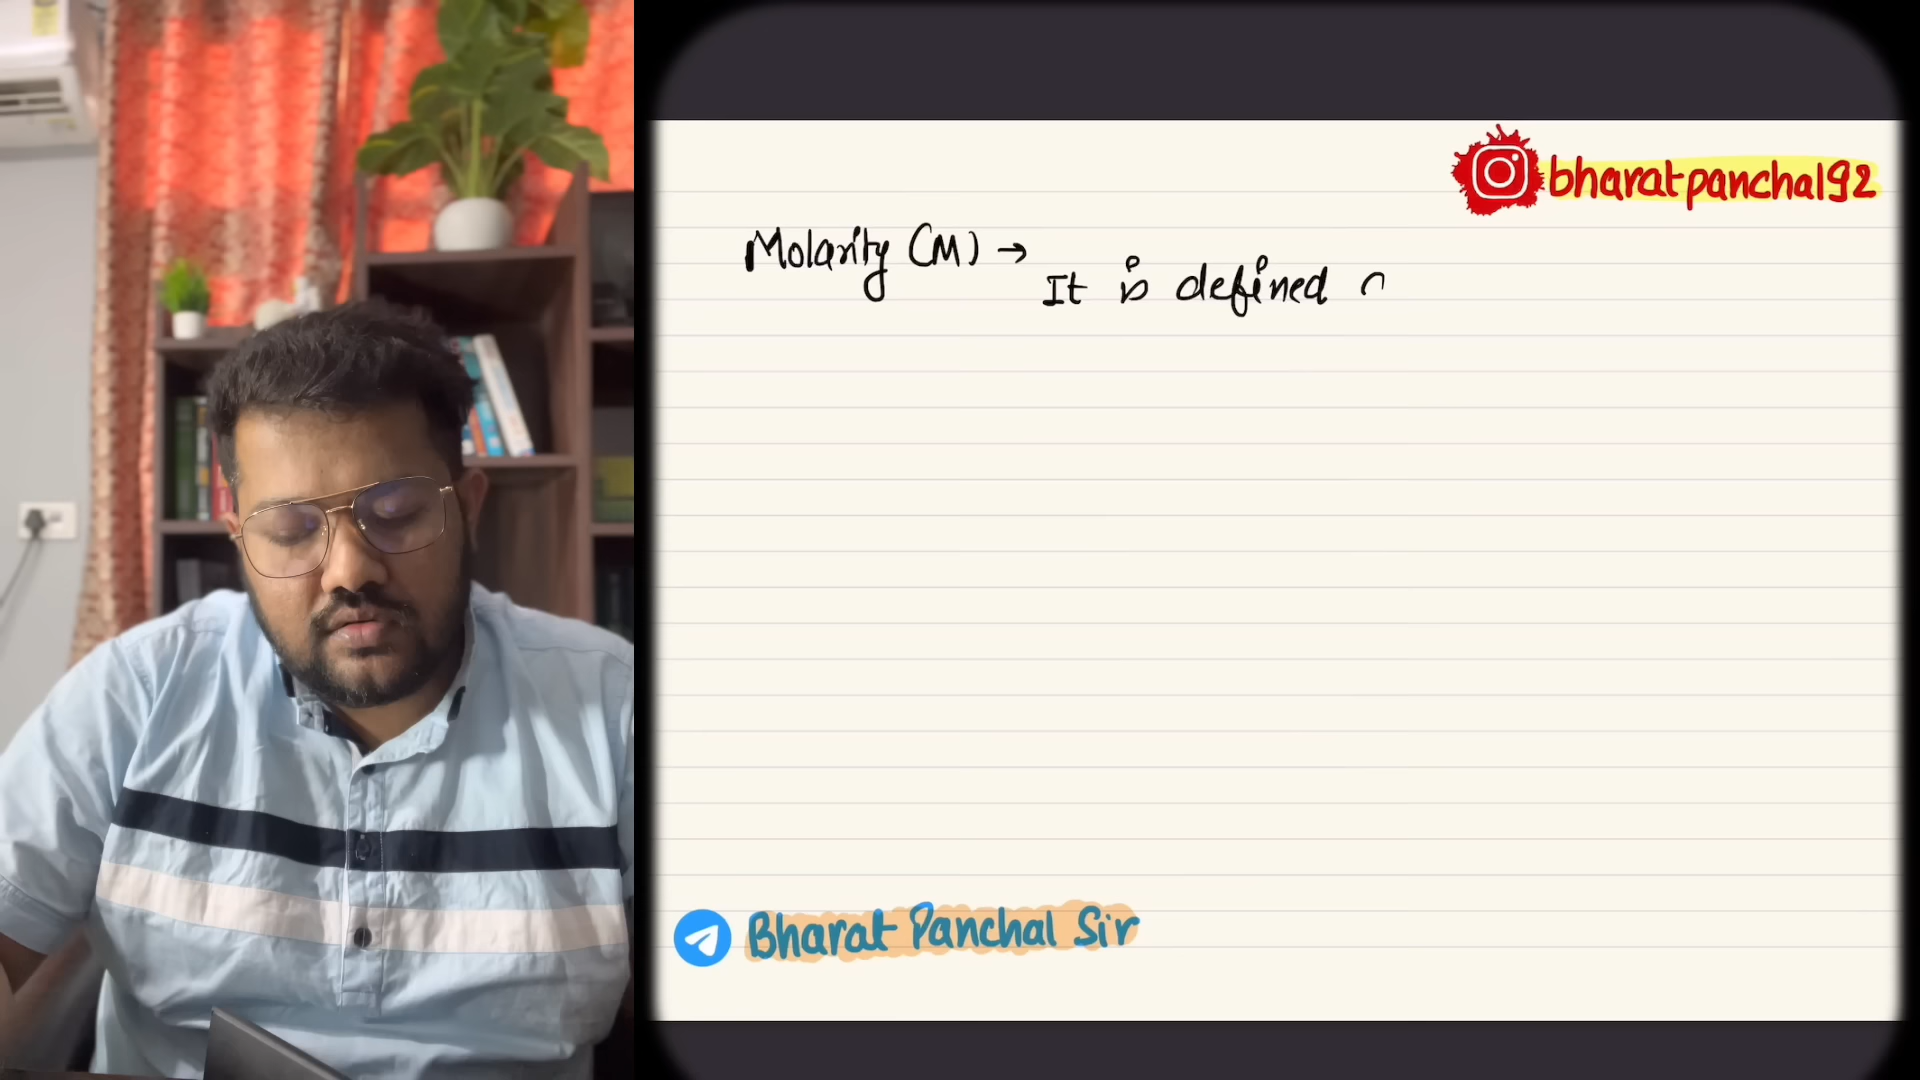 bharatpanchal92
Molarity (M) →
It is defined
Bharat Panchal Sir